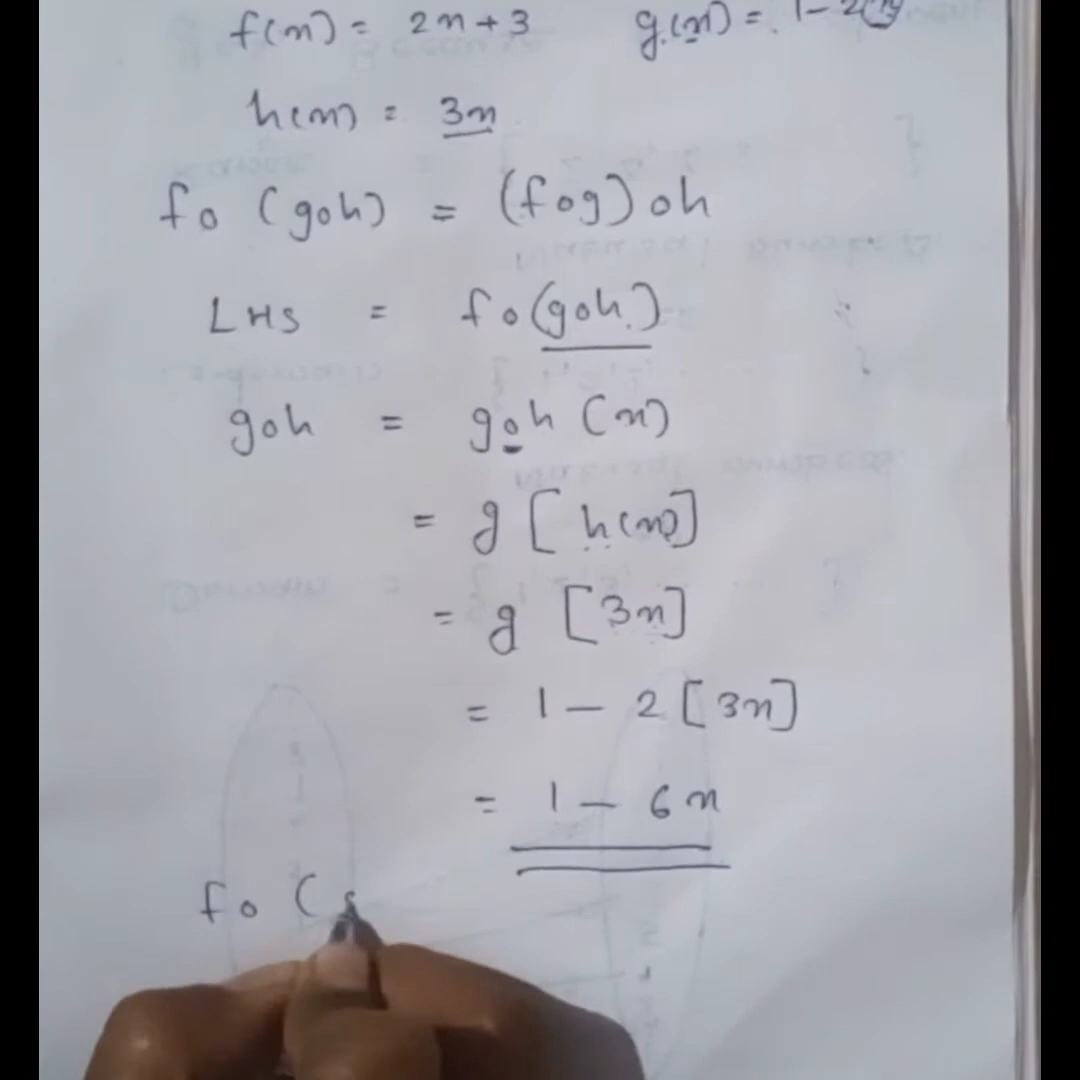 f(x) = 2x + 3 g(x) = 1 - 2(x)
h(x) = 3x
fo (goh) = (fog) oh
LHS = fo(goh)
goh = goh (x)
= g [h(x)]
= g [3x]
= 1 - 2 [3x]
= 1 - 6x
fo (